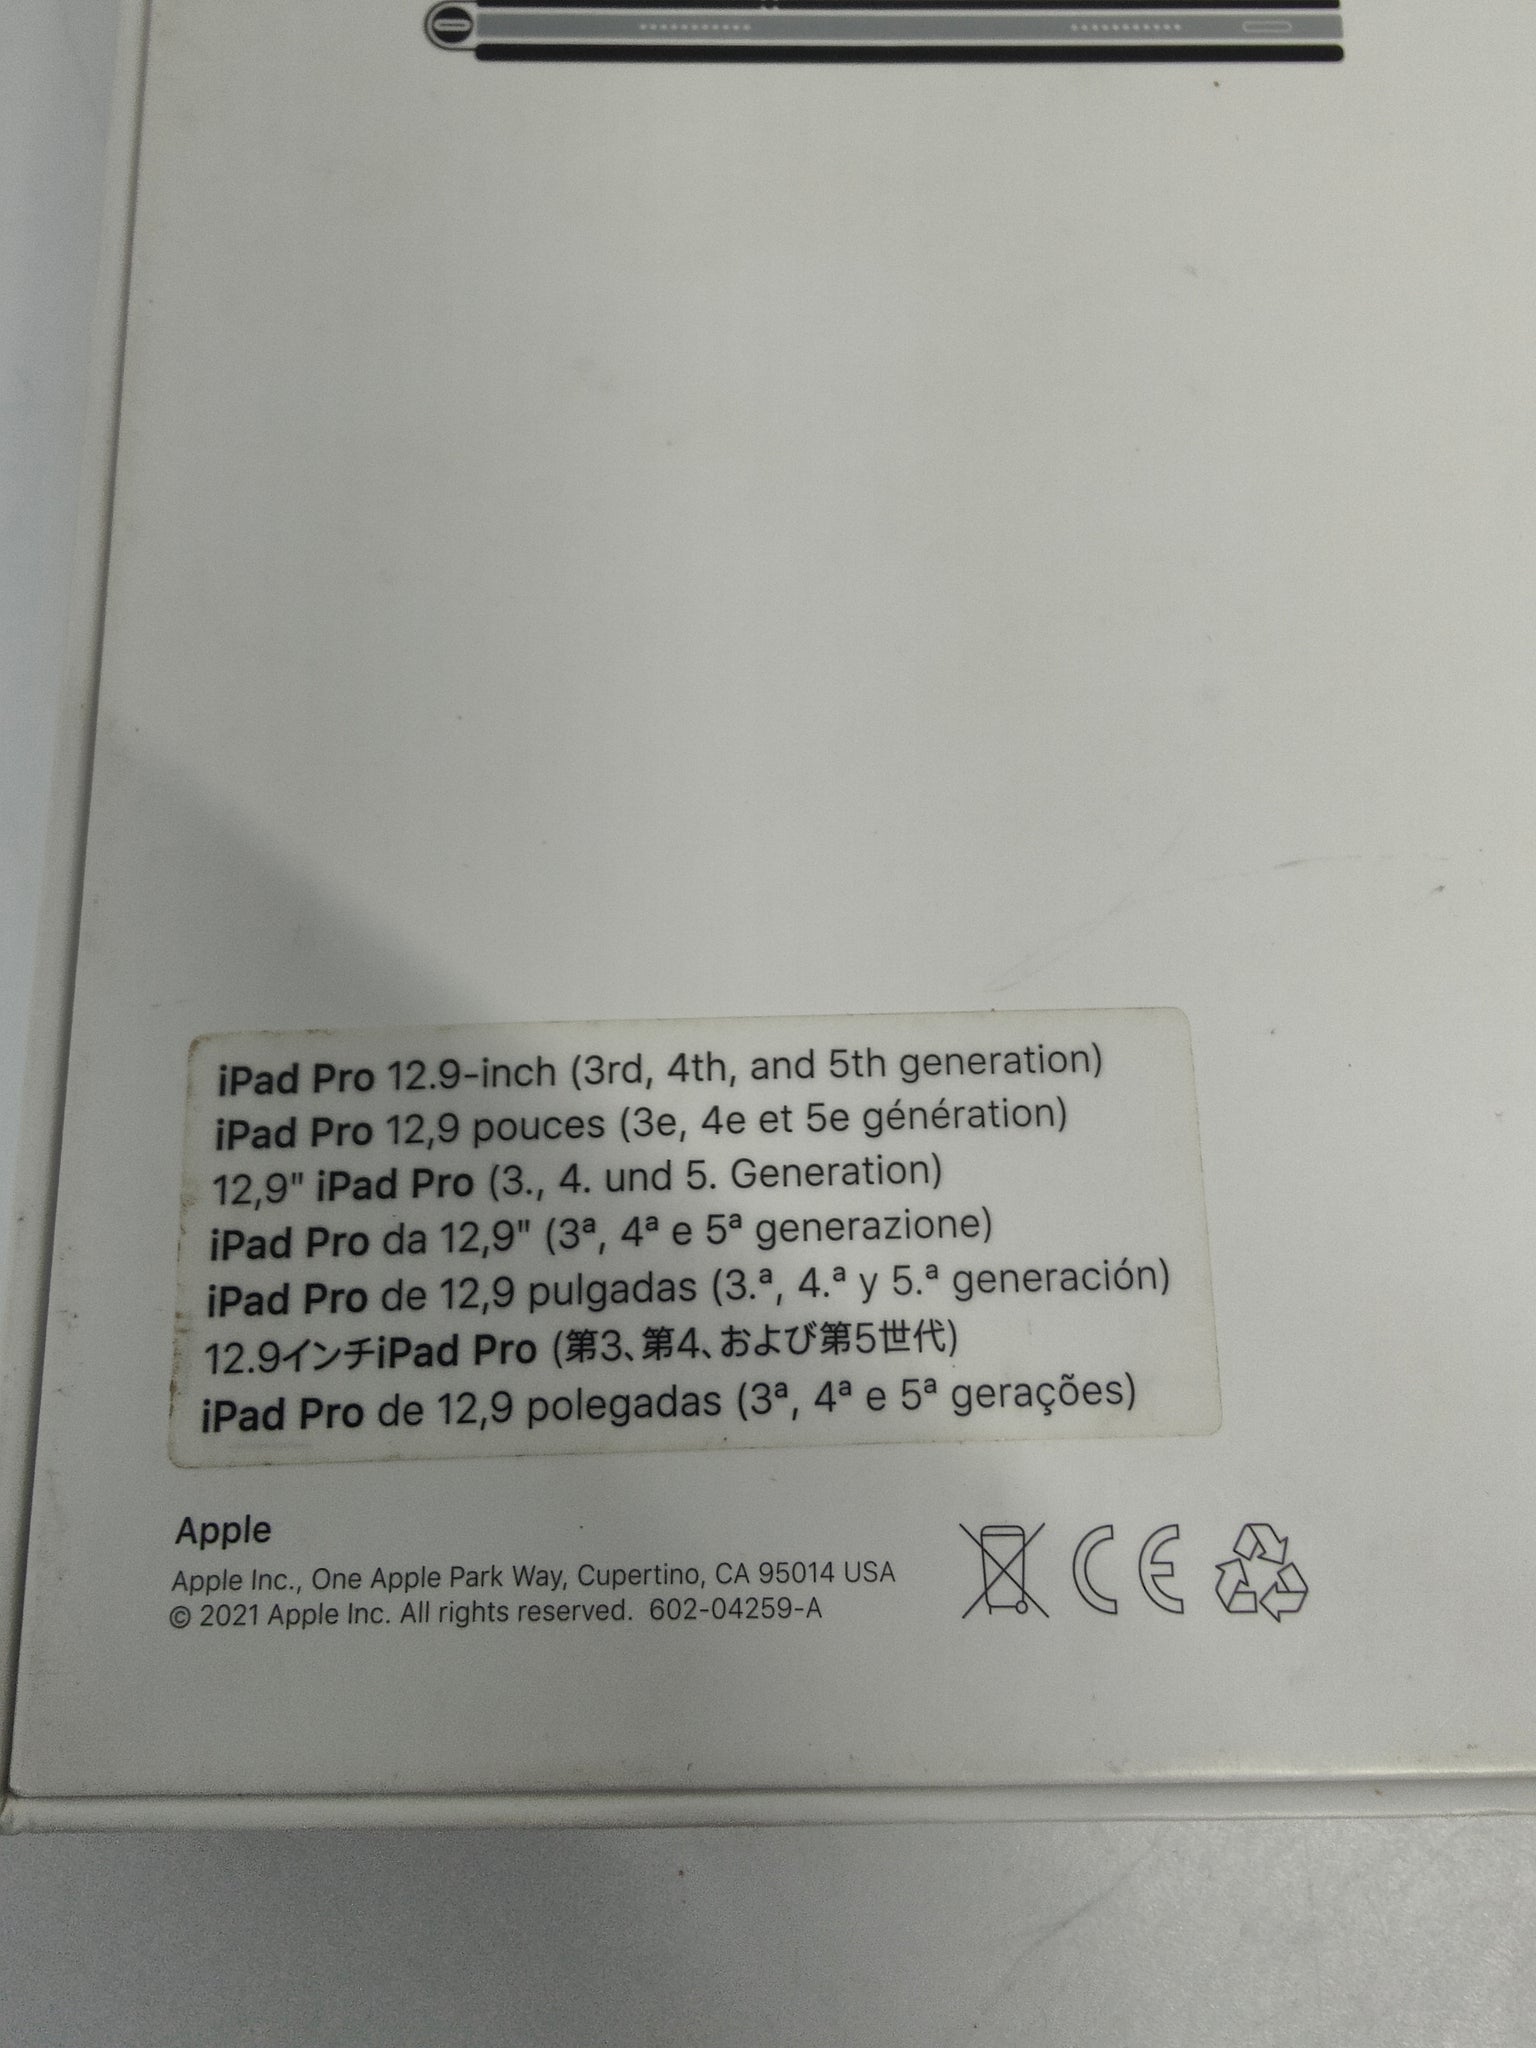 iPad Pro 12.9-inch (3rd, 4th, and 5th generation)
iPad Pro 12,9 pouces (3e, 4e et 5e génération)
12,9" iPad Pro (3., 4. und 5. Generation)
iPad Pro da 12,9" (3ª, 4ª e 5ª generazione)
iPad Pro de 12,9 pulgadas (3.ª, 4.ª y 5.ª generación)
12.9インチiPad Pro (第3、第4、および第5世代)
iPad Pro de 12,9 polegadas (3ª, 4ª e 5ª gerações)
Apple
Apple Inc., One Apple Park Way, Cupertino, CA 95014 USA
© 2021 Apple Inc. All rights reserved. 602-04259-A
CE